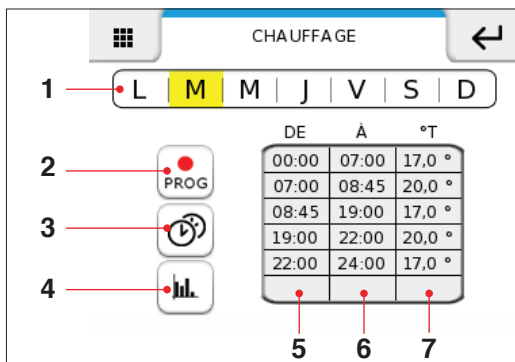 CHAUFFAGE
1 L M M J V S D
DE À °T
2 PROG
00:00 07:00 17,0 °
07:00 08:45 20,0 °
3
08:45 19:00 17,0 °
19:00 22:00 20,0 °
4
22:00 24:00 17,0 °
5 6 7